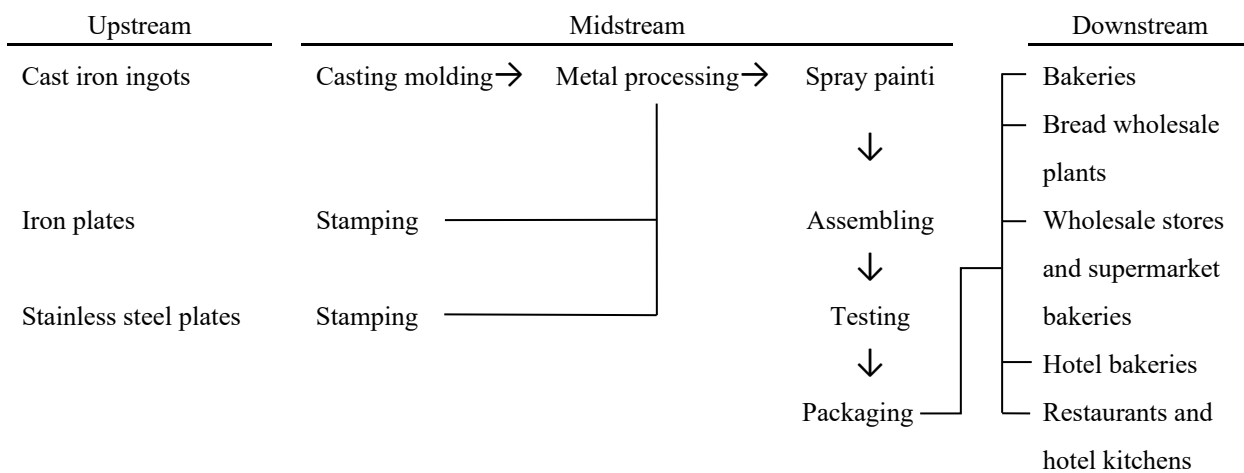 Upstream Midstream Downstream
Cast iron ingots Casting molding → Metal processing → Spray painti Bakeries
Bread wholesale
↓
plants
Iron plates Stamping Assembling Wholesale stores
↓ and supermarket
Stainless steel plates Stamping Testing bakeries
↓ Hotel bakeries
Packaging Restaurants and
hotel kitchens